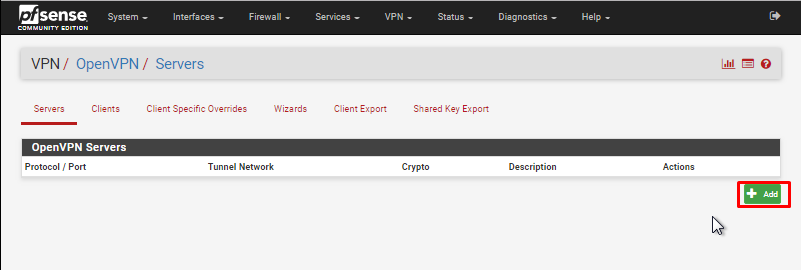 pfsense System Interfaces Firewall Services VPN Status Diagnostics Help
COMMUNITY EDITION
VPN / OpenVPN / Servers
Servers Clients Client Specific Overrides Wizards Client Export Shared Key Export
OpenVPN Servers
Protocol / Port Tunnel Network Crypto Description Actions
+ Add